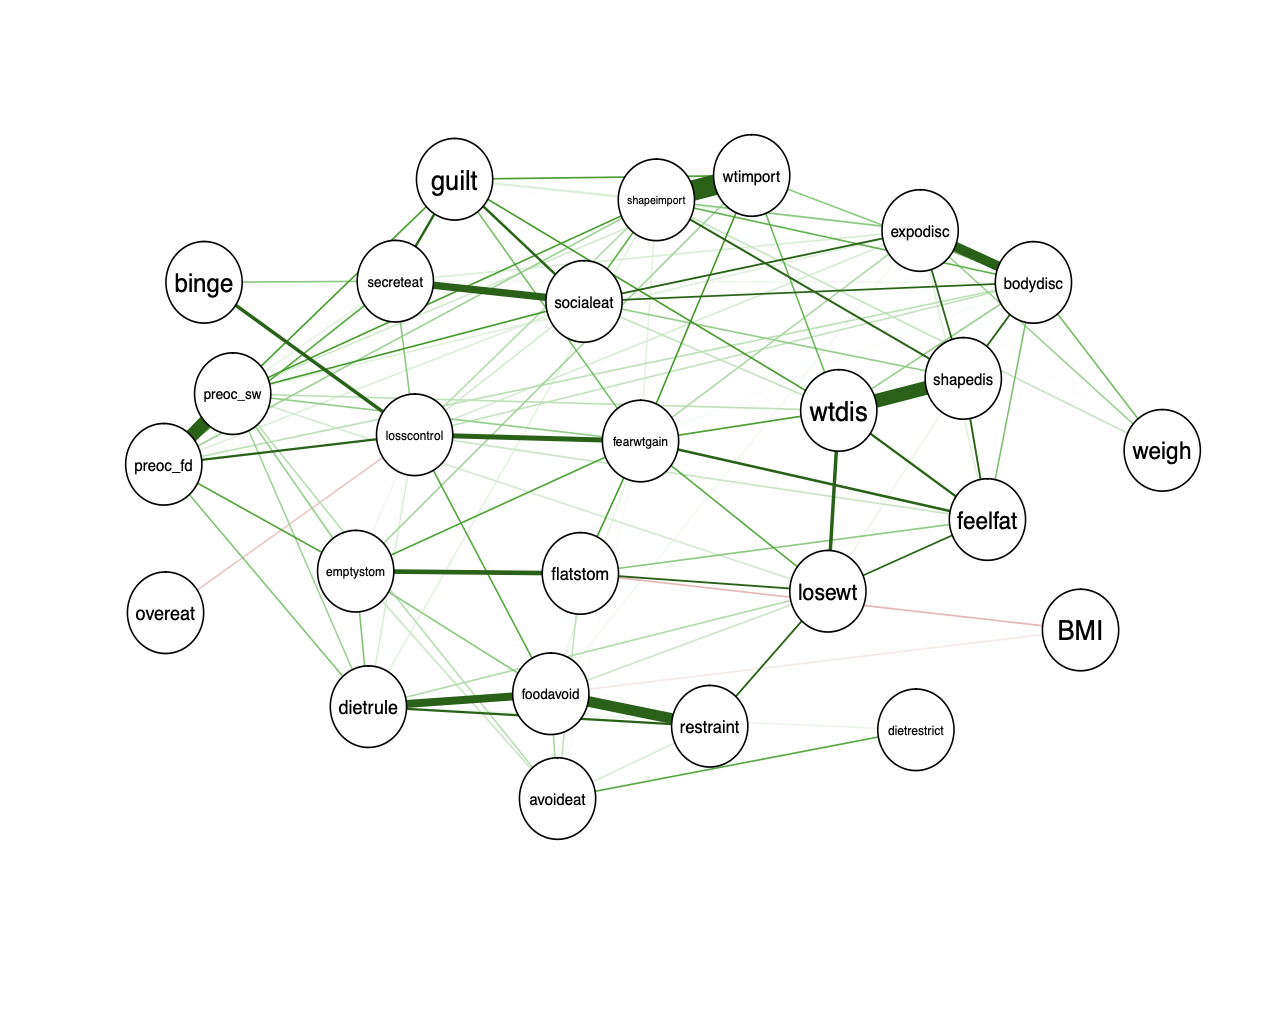 guilt
shapeimport
wtimport
expodisc
binge
secreteat
socialeat
bodydisc
preoc_sw
shapedis
wtdis
preoc_fd
losscontrol
fearwtgain
weigh
feelfat
emptystom
flatstom
losewt
overeat
BMI
dietrule
foodavoid
restraint
dietrestrict
avoideat